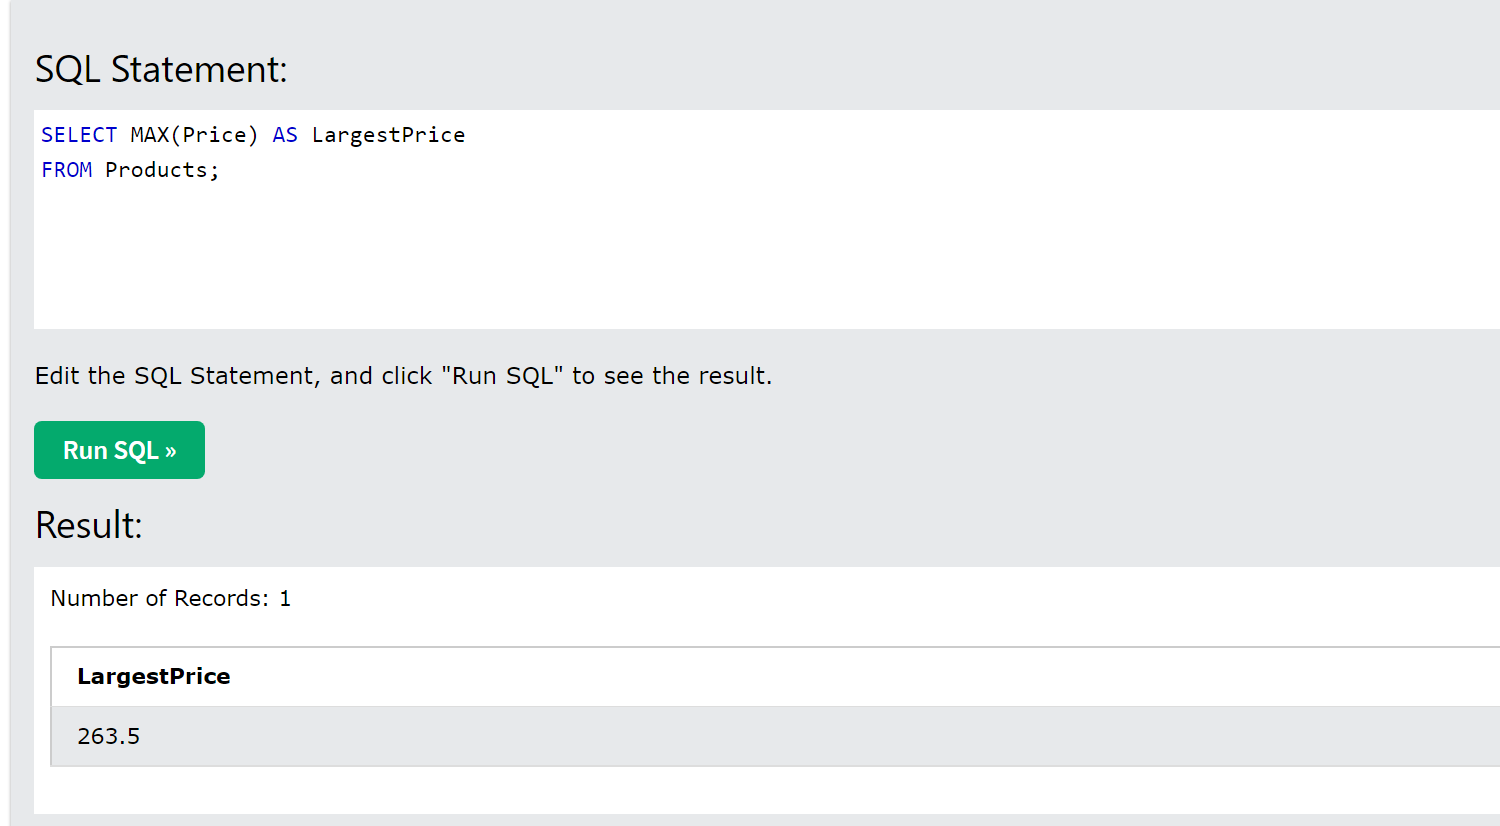 SQL Statement:
SELECT MAX(Price) AS LargestPrice
FROM Products;
Edit the SQL Statement, and click "Run SQL" to see the result.
Run SQL »
Result:
Number of Records: 1
LargestPrice
263.5